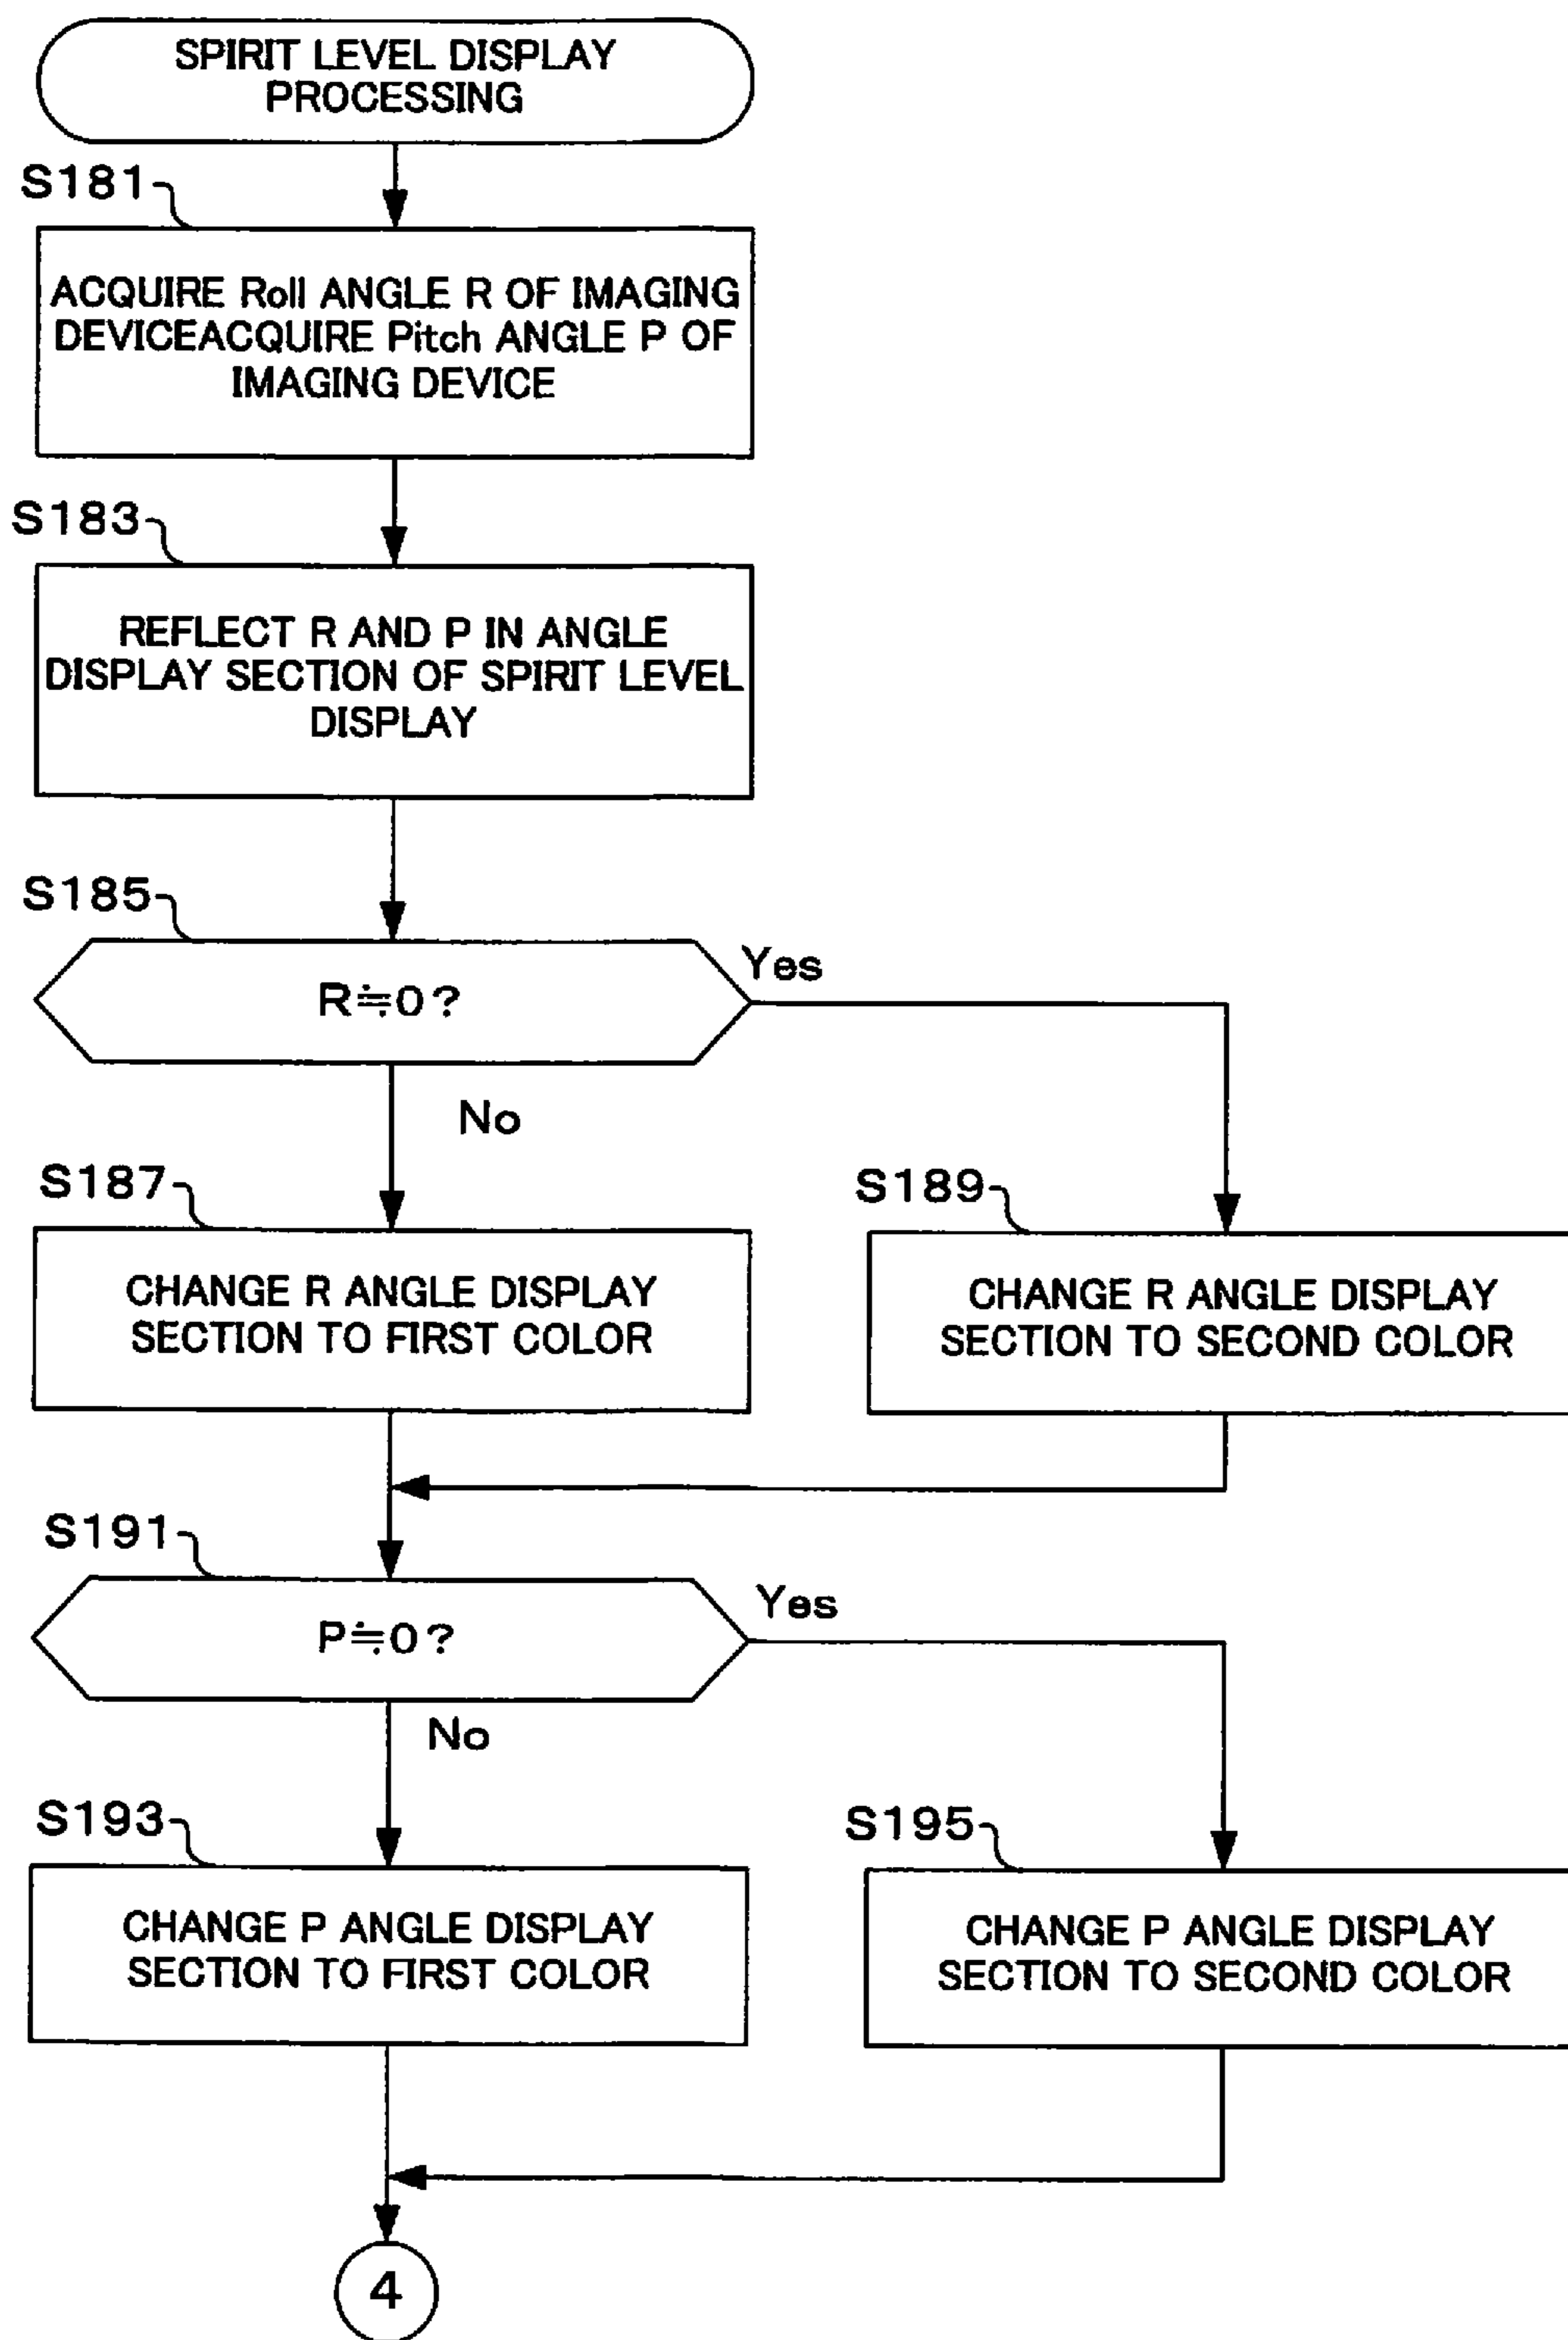 SPIRIT LEVEL DISPLAY
PROCESSING
S181
ACQUIRE Roll ANGLE R OF IMAGING
DEVICEACQUIRE Pitch ANGLE P OF
IMAGING DEVICE
S183
REFLECT R AND P IN ANGLE
DISPLAY SECTION OF SPIRIT LEVEL
DISPLAY
S185
R≒0?
Yes
No
S187
CHANGE R ANGLE DISPLAY
SECTION TO FIRST COLOR
S189
CHANGE R ANGLE DISPLAY
SECTION TO SECOND COLOR
S191
P≒0?
Yes
No
S193
CHANGE P ANGLE DISPLAY
SECTION TO FIRST COLOR
S195
CHANGE P ANGLE DISPLAY
SECTION TO SECOND COLOR
4